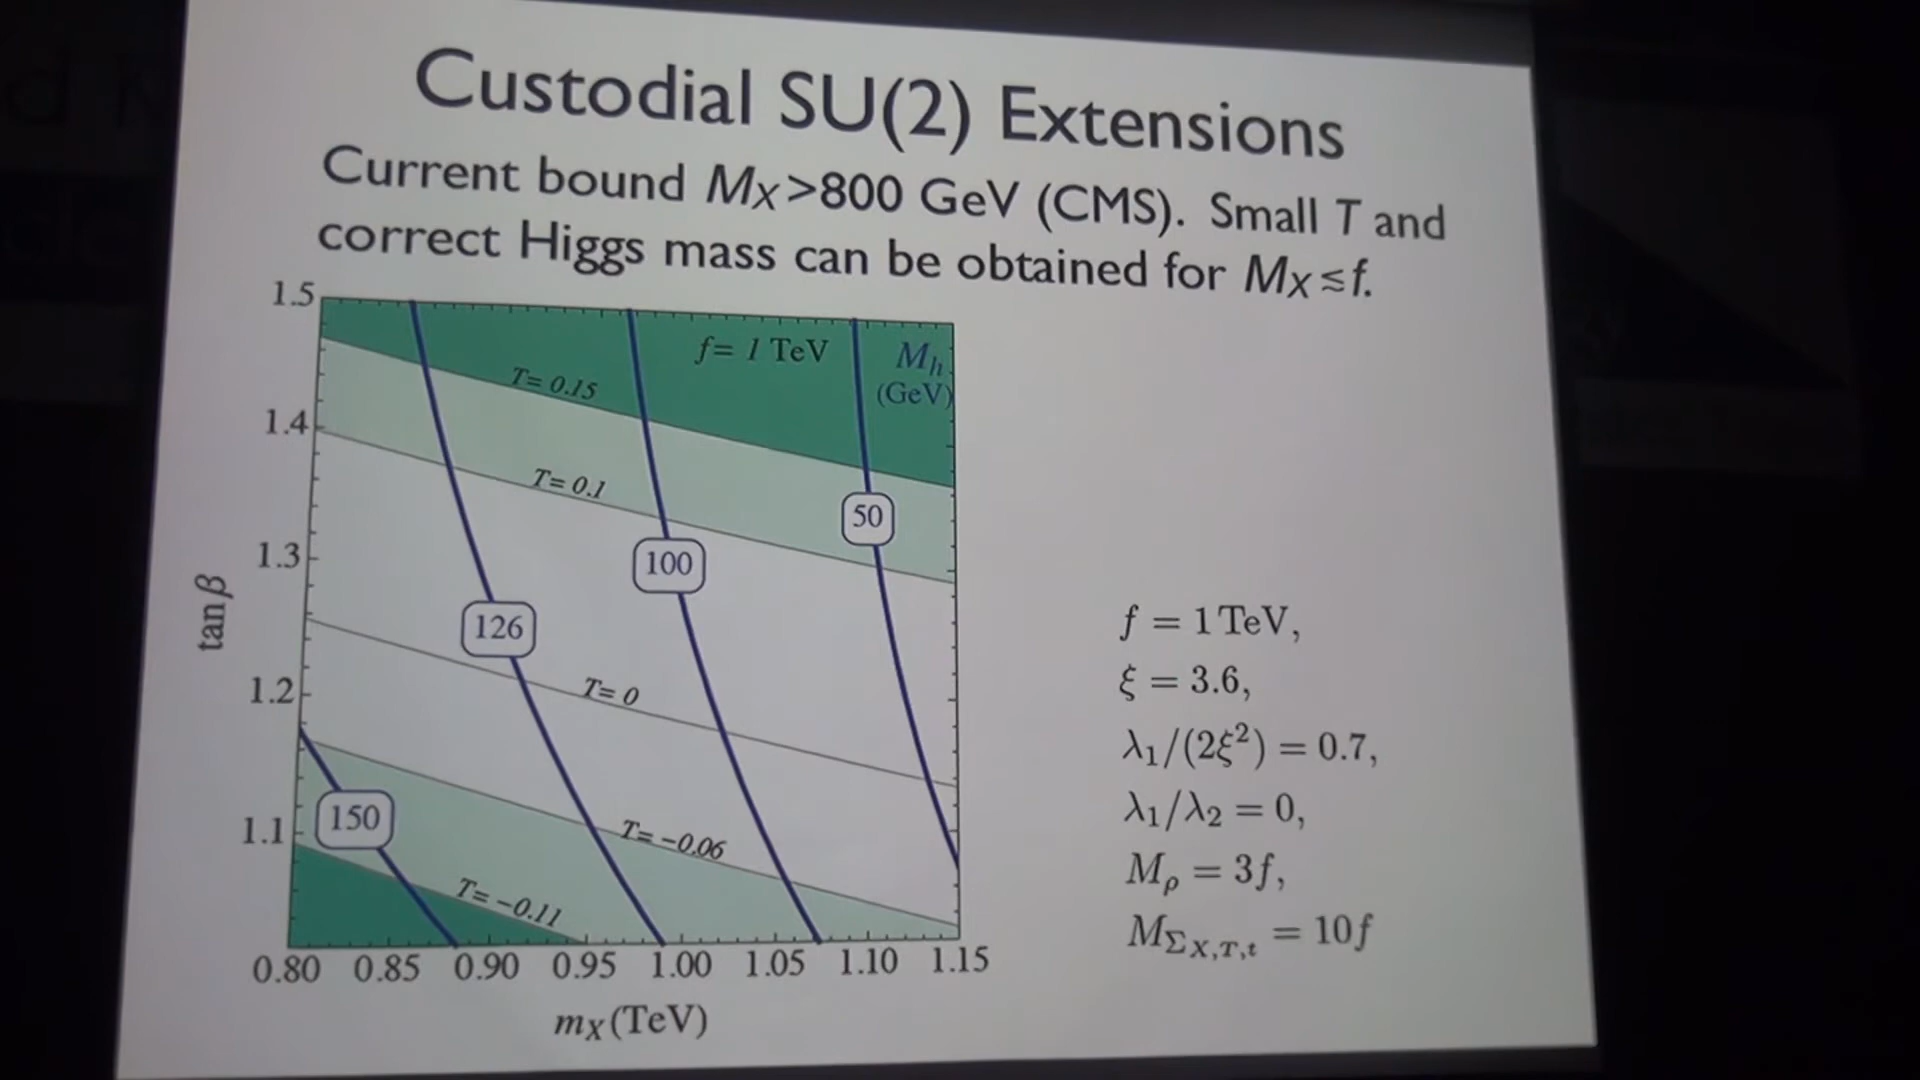 Custodial SU(2) Extensions
Current bound Mx>800 GeV (CMS). Small T and
correct Higgs mass can be obtained for Mx≲f.
1.5
1.4
1.3
1.2
1.1
tanβ
f= 1 TeV
Mh
(GeV)
T= 0.15
T= 0.1
T= 0
T= −0.06
T= −0.11
50
100
126
150
0.80 0.85 0.90 0.95 1.00 1.05 1.10 1.15
mX(TeV)
f = 1 TeV,
ξ = 3.6,
λ₁/(2ξ²) = 0.7,
λ₁/λ₂ = 0,
Mρ = 3f,
MΣX,T,t = 10f